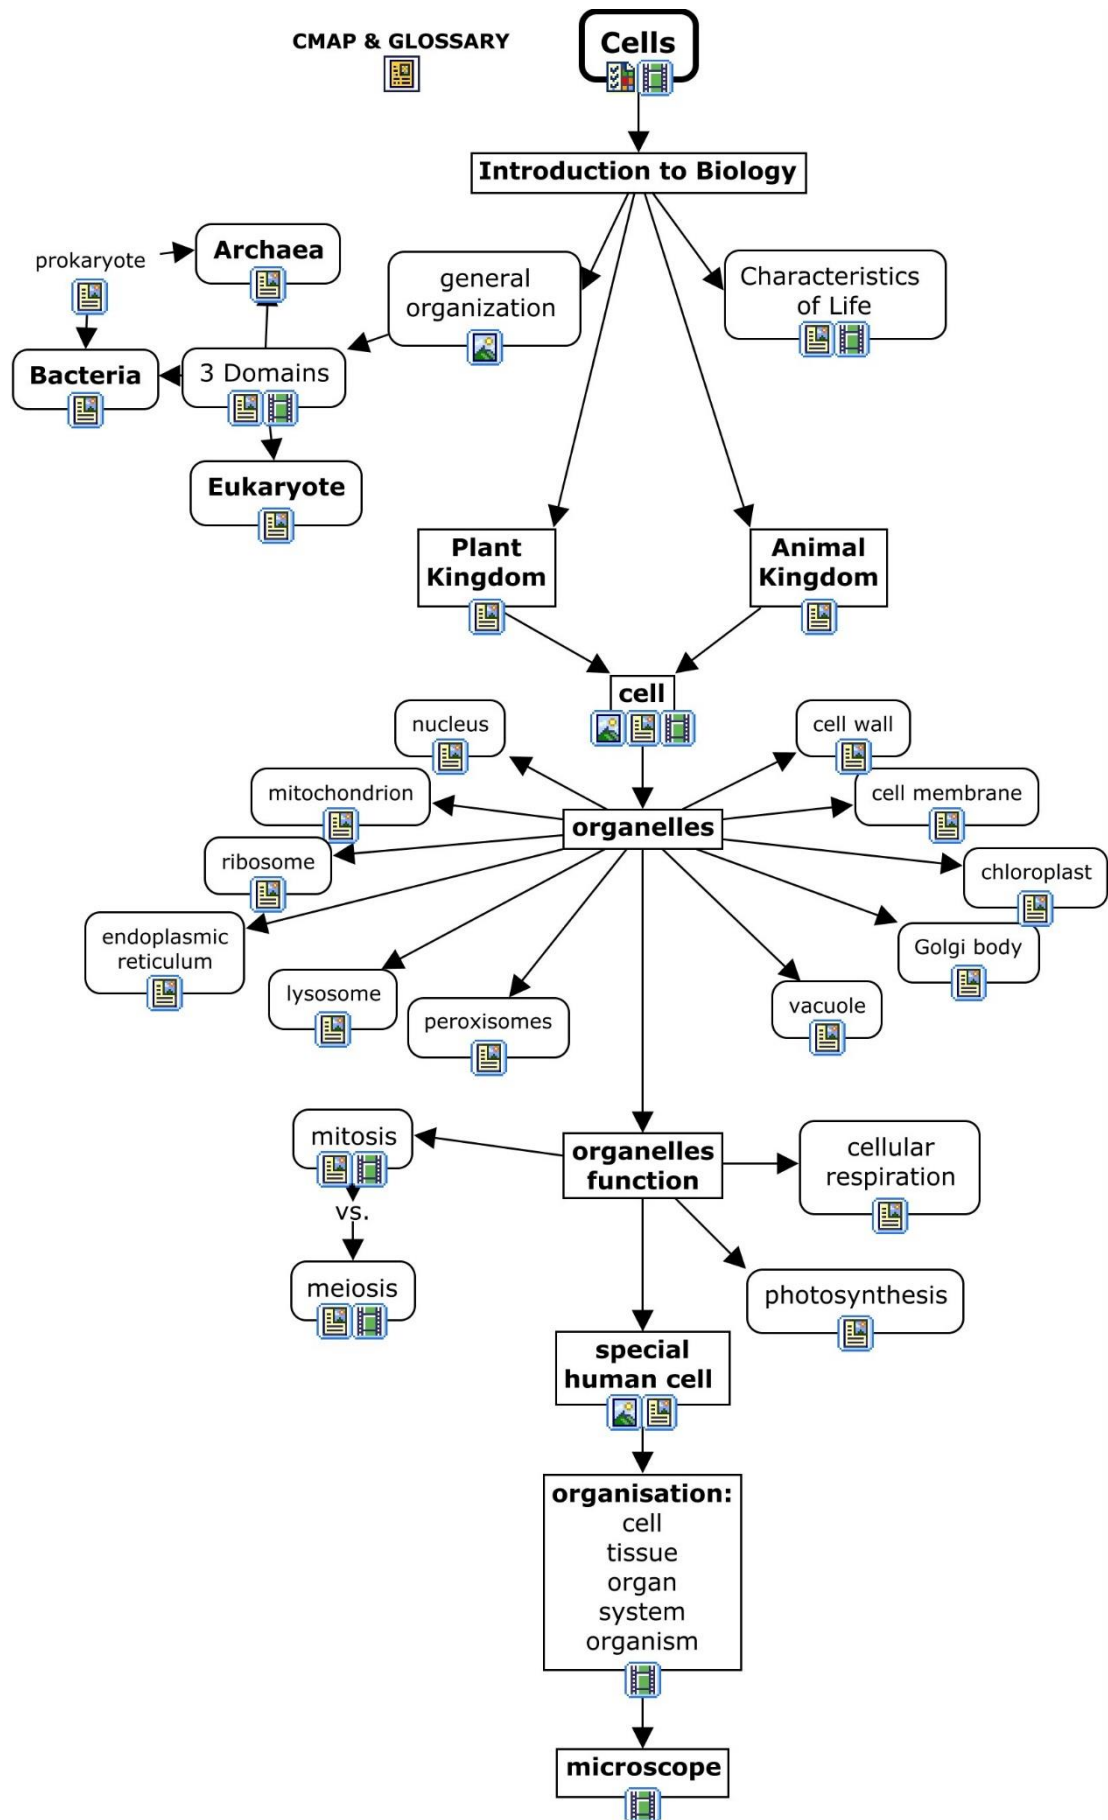 CMAP & GLOSSARY
Cells
Introduction to Biology
prokaryote
Archaea
general
organization
Characteristics
of Life
Bacteria
3 Domains
Eukaryote
Plant
Kingdom
Animal
Kingdom
cell
nucleus
cell wall
mitochondrion
cell membrane
organelles
ribosome
chloroplast
endoplasmic
reticulum
Golgi body
lysosome
vacuole
peroxisomes
mitosis
organelles
function
cellular
respiration
vs.
meiosis
photosynthesis
special
human cell
organisation:
cell
tissue
organ
system
organism
microscope